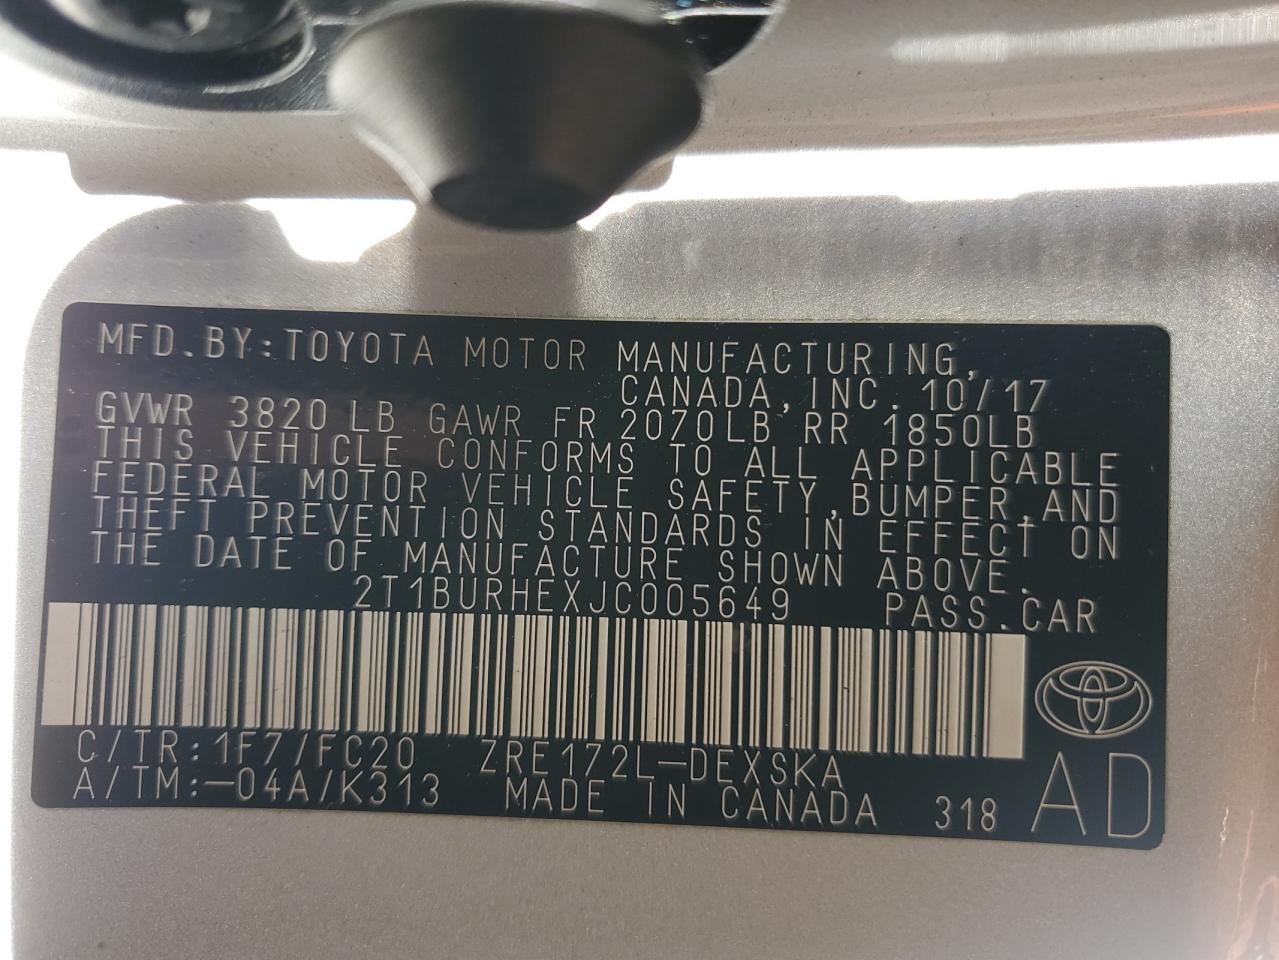 MFD.BY:TOYOTA MOTOR MANUFACTURING,
CANADA,INC. 10/17
GVWR 3820 LB GAWR FR 2070LB RR 1850LB
THIS VEHICLE CONFORMS TO ALL APPLICABLE
FEDERAL MOTOR VEHICLE SAFETY,BUMPER,AND
THEFT PREVENTION STANDARDS IN EFFECT ON
THE DATE OF MANUFACTURE SHOWN ABOVE.
2T1BURHEXJC005649 PASS.CAR
C/TR:1F7/FC20 ZRE172L-DEXSKA
A/TM:-04A/K313 MADE IN CANADA 318 AD